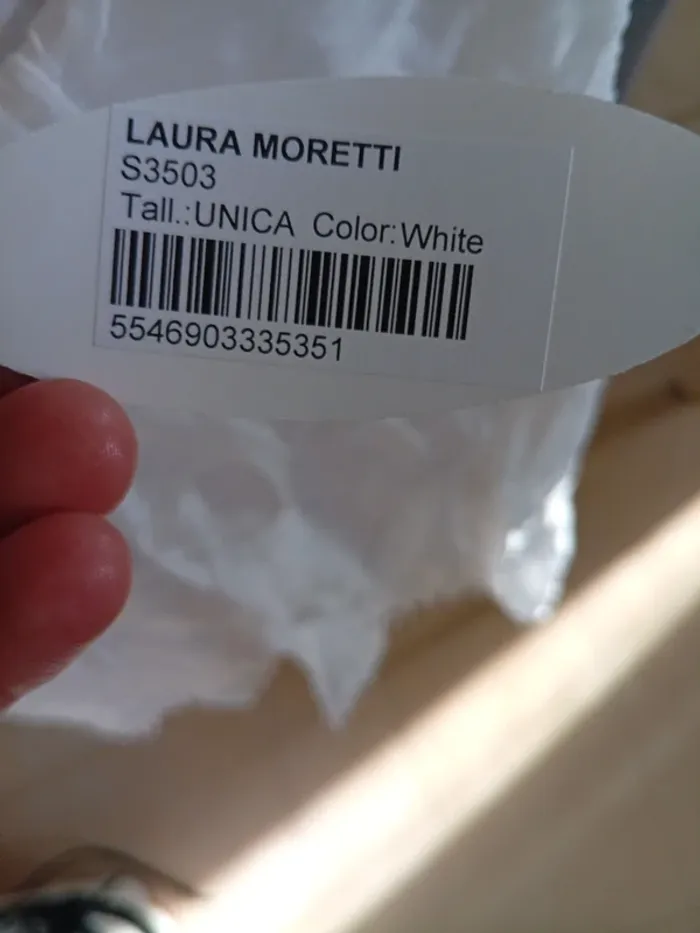 LAURA MORETTI
S3503
Tall.:UNICA Color:White
5546903335351